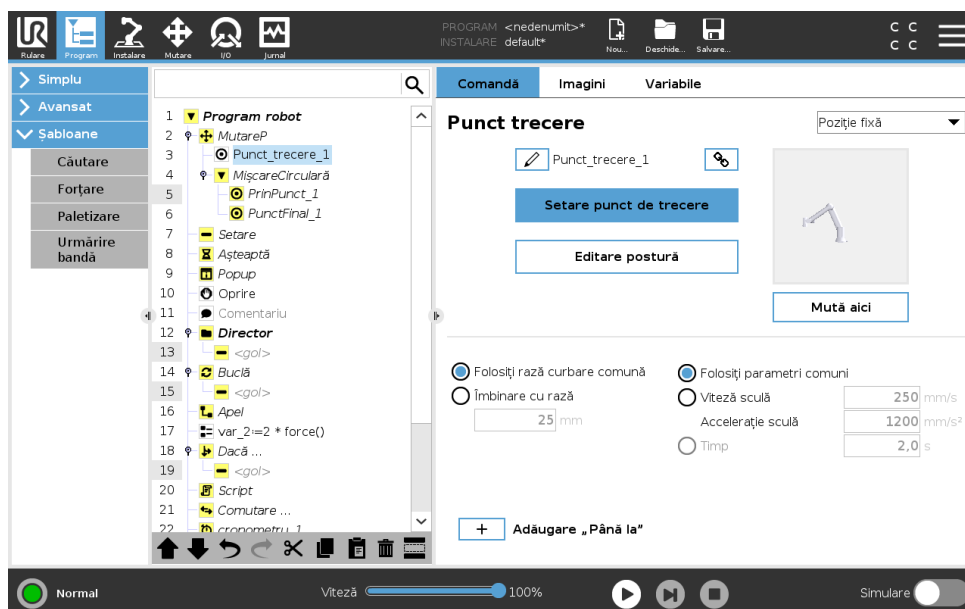 PROGRAM <nedenumit>*
INSTALARE default*
Rulare
Program
Instalare
Mutare
I/O
Jurnal
Nou...
Deschide...
Salvare...
C C
C C
Simplu
Avansat
Șabloane
Căutare
Forțare
Paletizare
Urmărire
bandă
1 Program robot
2 MutareP
3 Punct_trecere_1
4 MișcareCirculară
5 PrinPunct_1
6 PunctFinal_1
7 Setare
8 Așteaptă
9 Popup
10 Oprire
11 Comentariu
12 Director
13 <gol>
14 Buclă
15 <gol>
16 Apel
17 var_2:=2 * force()
18 Dacă ...
19 <gol>
20 Script
21 Comutare ...
22 cronometru_1
Comandă
Imagini
Variabile
Punct trecere
Poziție fixă
Punct_trecere_1
Setare punct de trecere
Editare postură
Mută aici
Folosiți rază curbare comună
Îmbinare cu rază
25 mm
Folosiți parametri comuni
Viteză sculă 250 mm/s
Accelerație sculă 1200 mm/s²
Timp 2,0 s
+ Adăugare „Până la”
Normal
Viteză 100%
Simulare